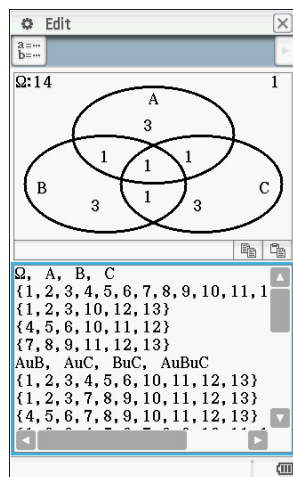 Edit
a=…
b=…
Ω:14 1
A
3
1 1
1
B 1 C
3 3
Ω, A, B, C
{1,2,3,4,5,6,7,8,9,10,11,1
{1,2,3,10,12,13}
{4,5,6,10,11,12}
{7,8,9,11,12,13}
AuB, AuC, BuC, AuBuC
{1,2,3,4,5,6,10,11,12,13}
{1,2,3,7,8,9,10,11,12,13}
{4,5,6,7,8,9,10,11,12,13}